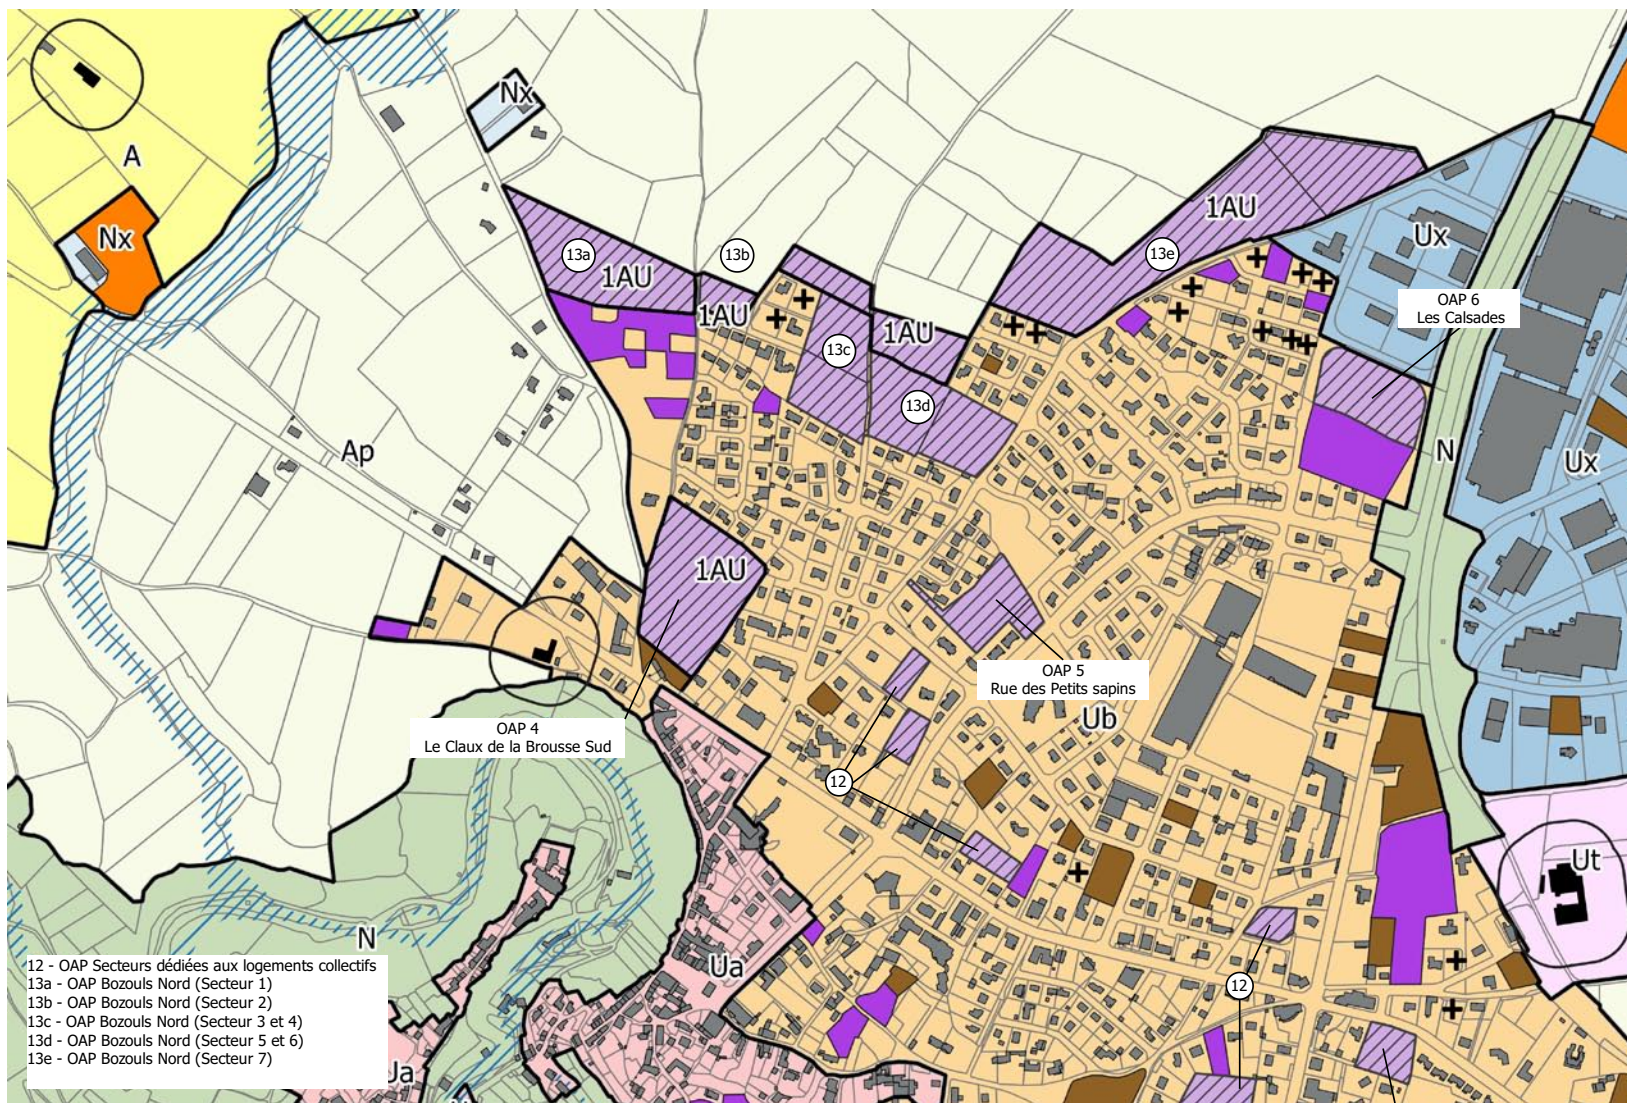 Nx
A
1AU
Nx
Ux
13b
13a
13e
1AU
OAP 6
Les Calsades
1AU
1AU
13c
13d
Ap
N
Ux
1AU
OAP 5
Rue des Petits sapins
Ub
OAP 4
Le Claux de la Brousse Sud
12
Ut
N
Ua
12 - OAP Secteurs dédiées aux logements collectifs
13a - OAP Bozouls Nord (Secteur 1)
13b - OAP Bozouls Nord (Secteur 2)
13c - OAP Bozouls Nord (Secteur 3 et 4)
13d - OAP Bozouls Nord (Secteur 5 et 6)
13e - OAP Bozouls Nord (Secteur 7)
12
Ua